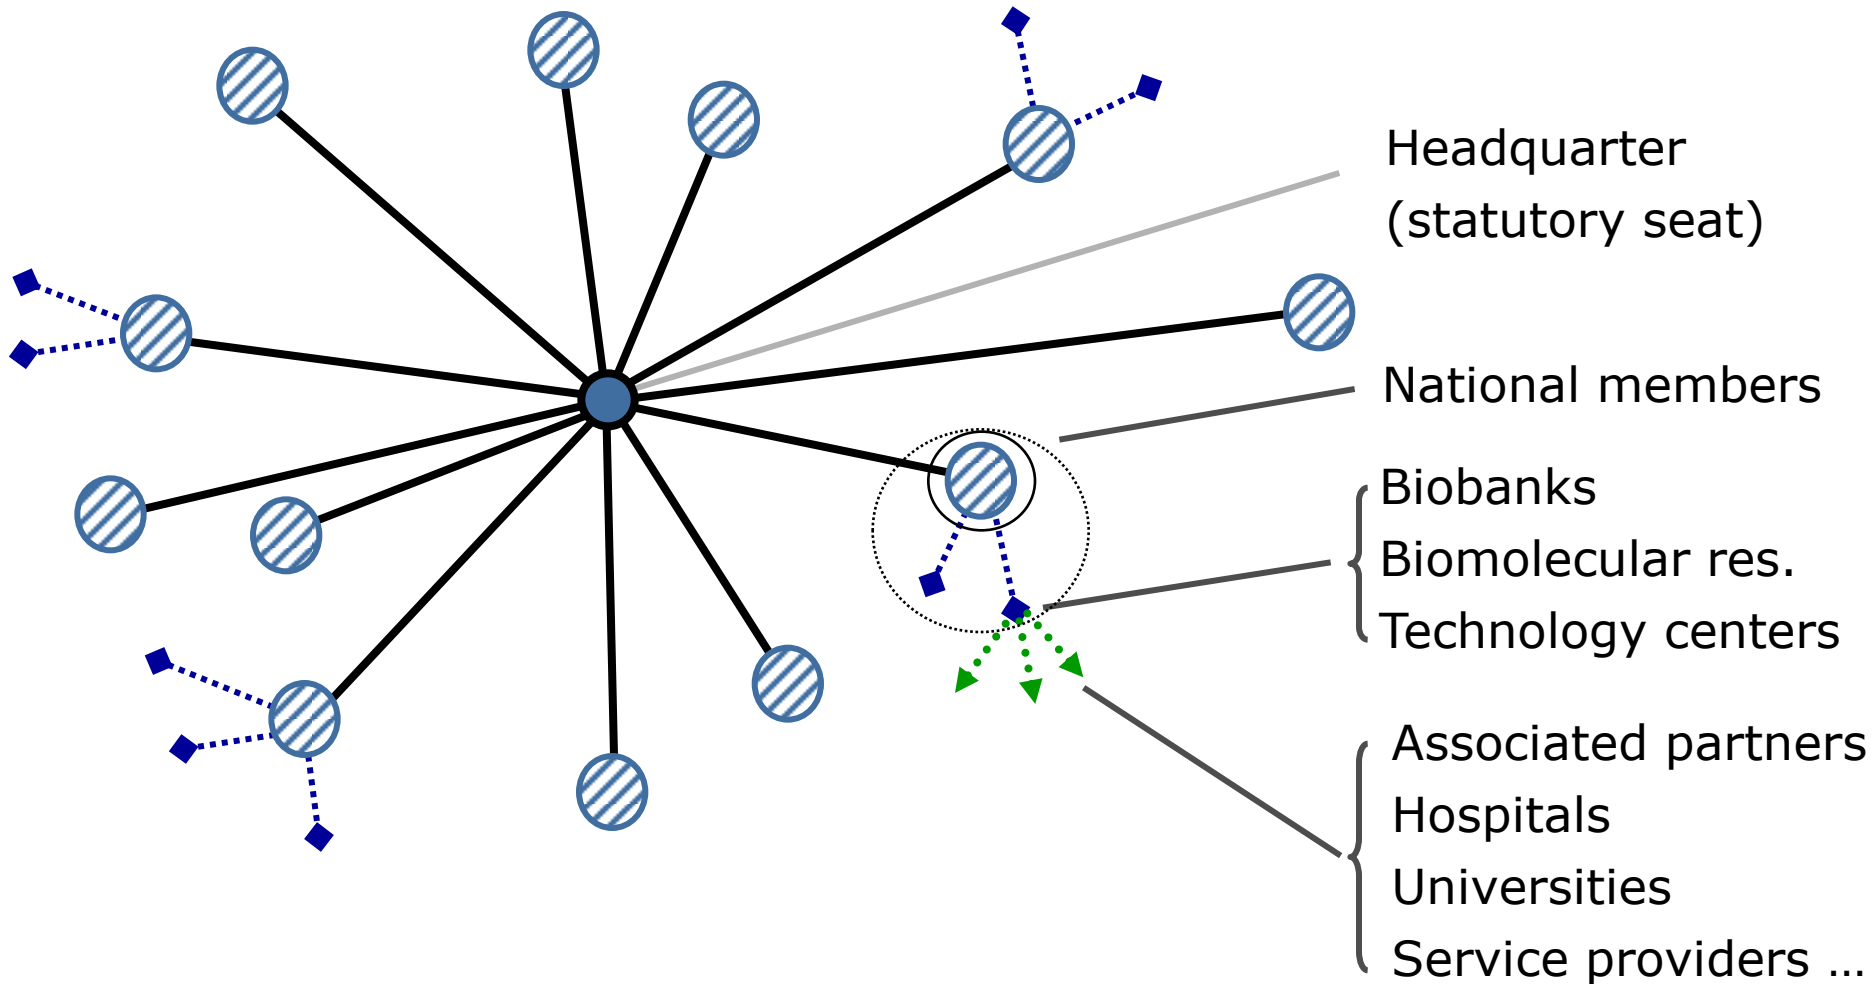 Headquarter
(statutory seat)
National members
Biobanks
Biomolecular res.
Technology centers
Associated partners
Hospitals
Universities
Service providers ...